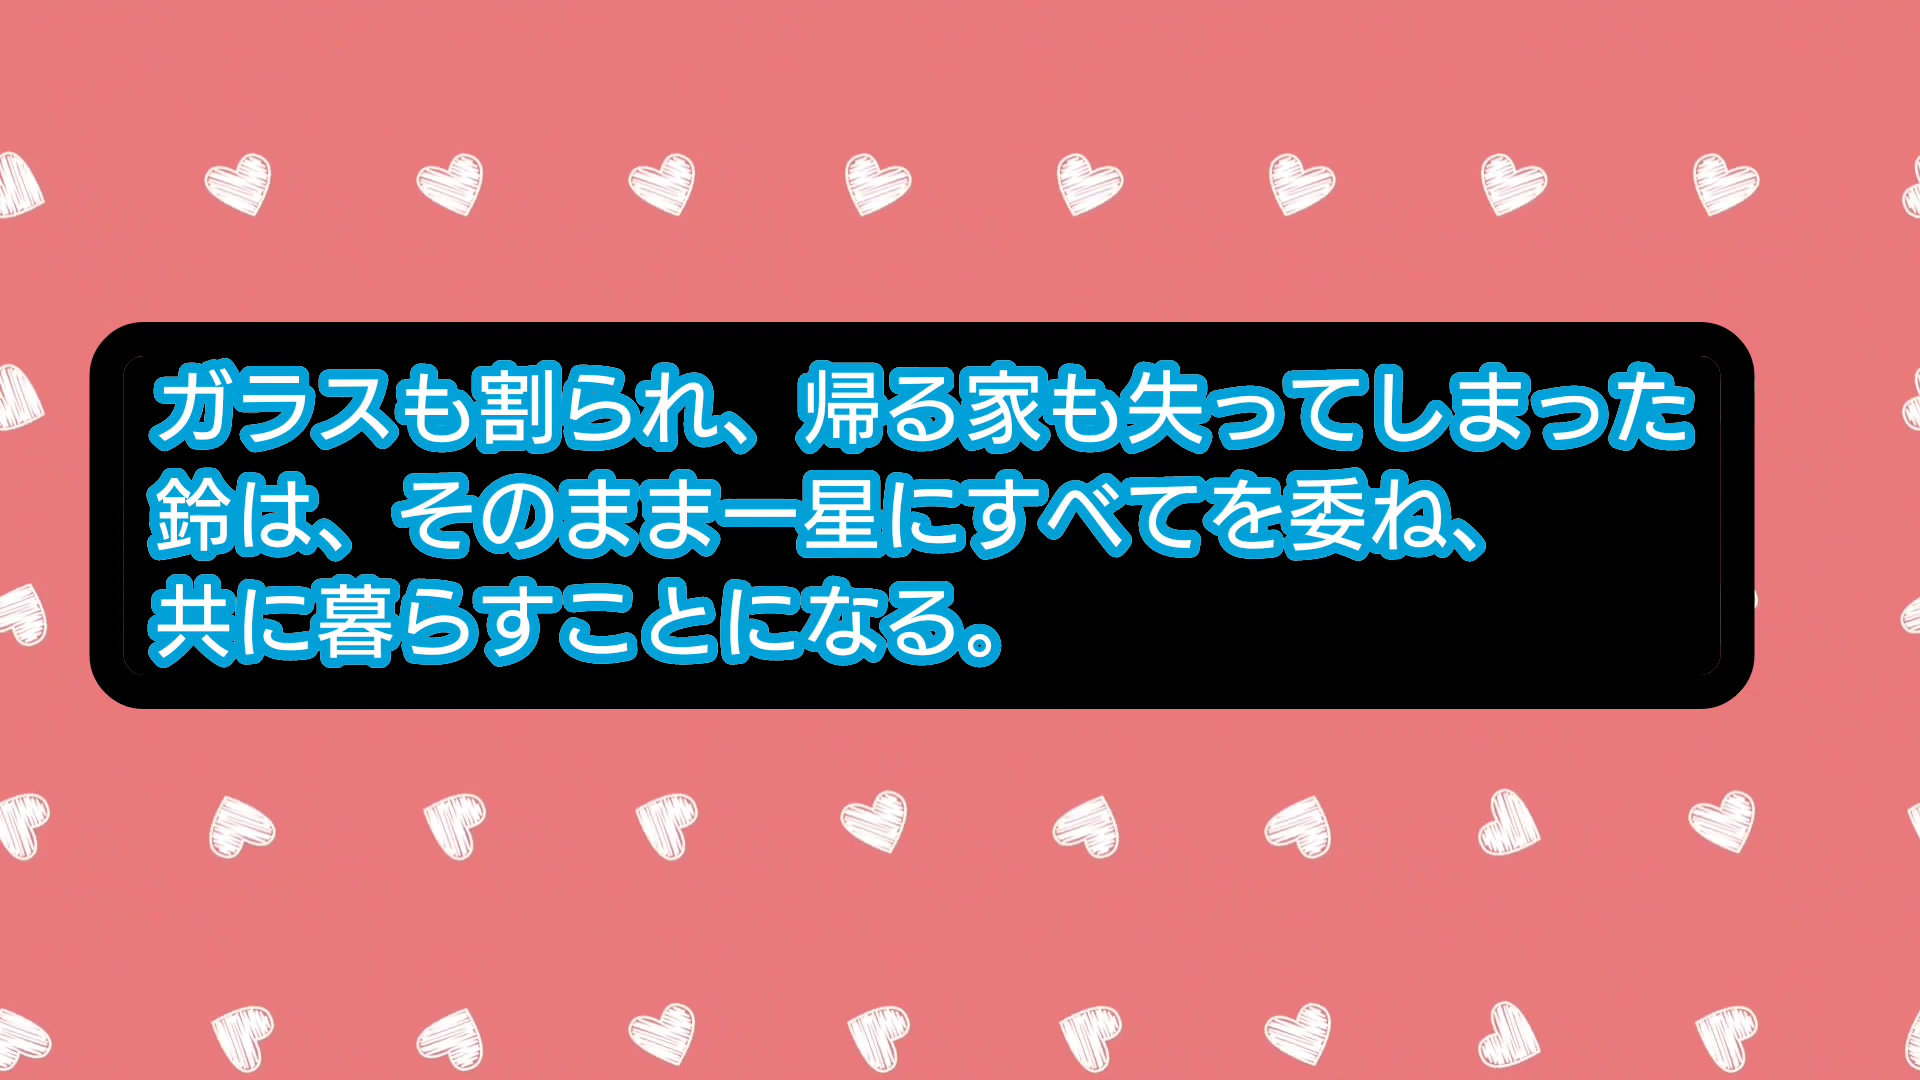 ガラスも割られ、帰る家も失ってしまった
鈴は、そのまま一星にすべてを委ね、
共に暮らすことになる。